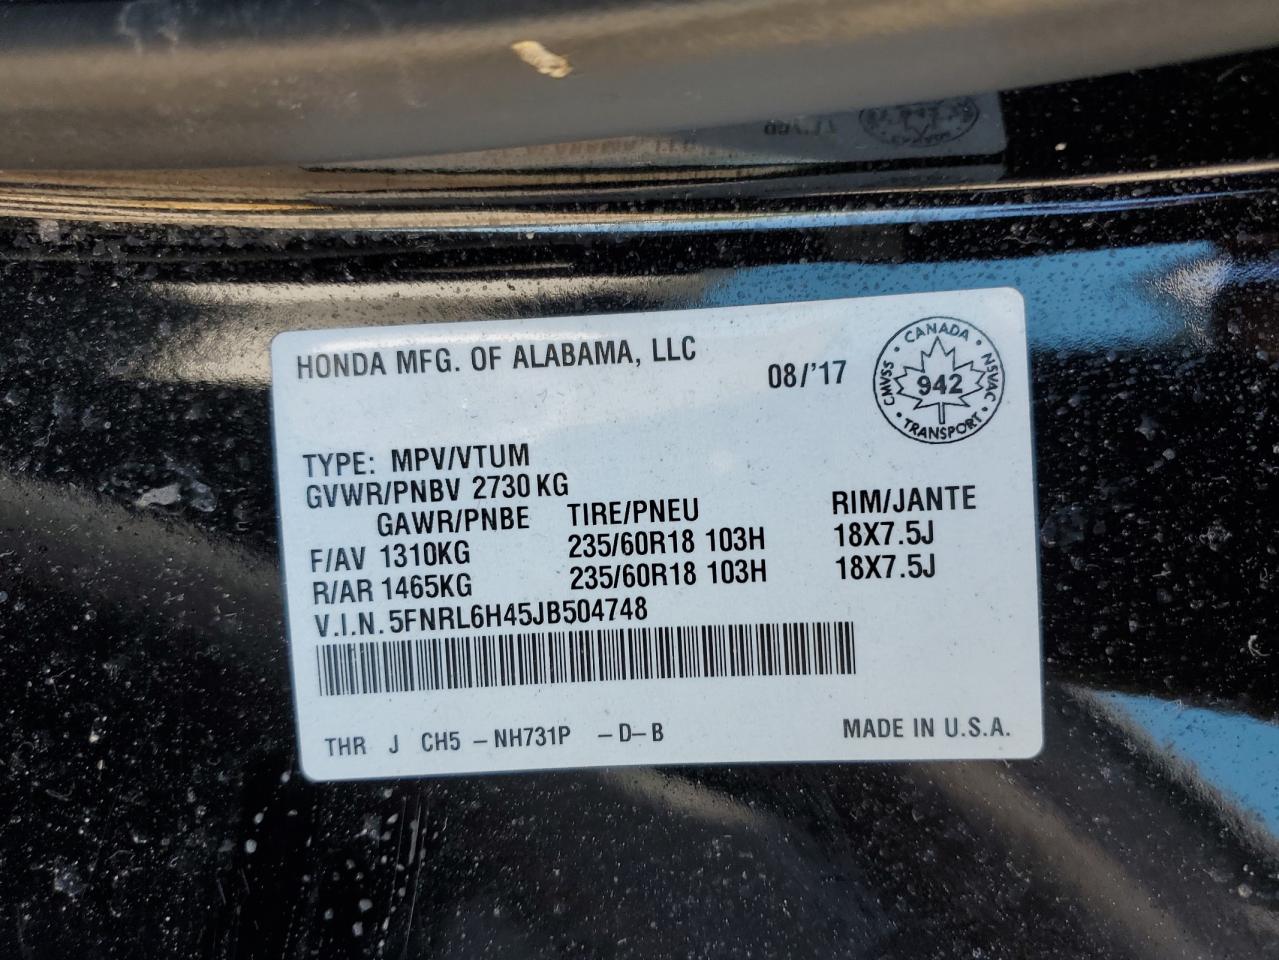 HONDA MFG. OF ALABAMA, LLC
08/'17
CANADA
CMVSS 942 NSVAC
TRANSPORT
TYPE: MPV/VTUM
GVWR/PNBV 2730 KG
GAWR/PNBE TIRE/PNEU RIM/JANTE
F/AV 1310KG 235/60R18 103H 18X7.5J
R/AR 1465KG 235/60R18 103H 18X7.5J
V.I.N. 5FNRL6H45JB504748
THR J CH5 - NH731P - D- B MADE IN U.S.A.